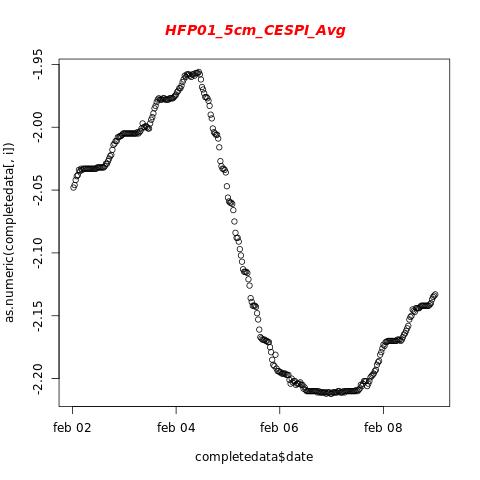 HFP01_5cm_CESPI_Avg
as.numeric(completedata[, i])
-1.95
-2.00
-2.05
-2.10
-2.15
-2.20
feb 02
feb 04
feb 06
feb 08
completedata$date